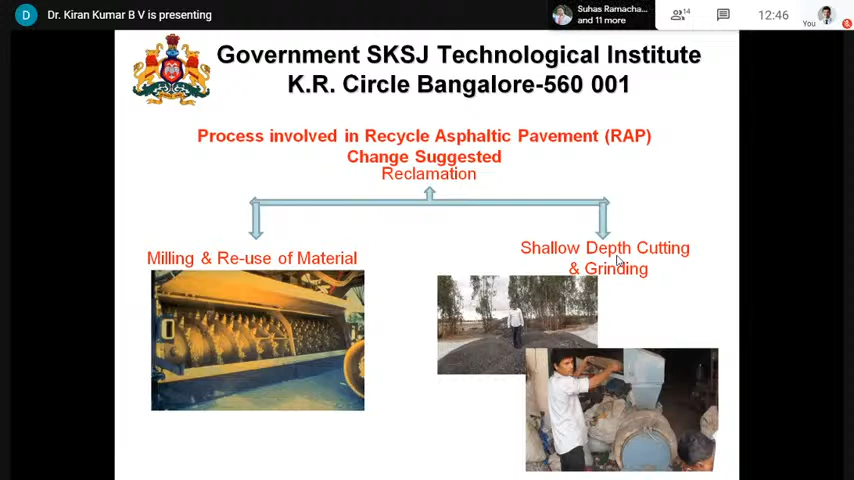 D Dr. Kiran Kumar B V is presenting
Suhas Ramacha...
and 11 more
14
12:46
You
Government SKSJ Technological Institute
K.R. Circle Bangalore-560 001
Process involved in Recycle Asphaltic Pavement (RAP)
Change Suggested
Reclamation
Milling & Re-use of Material
Shallow Depth Cutting
& Grinding